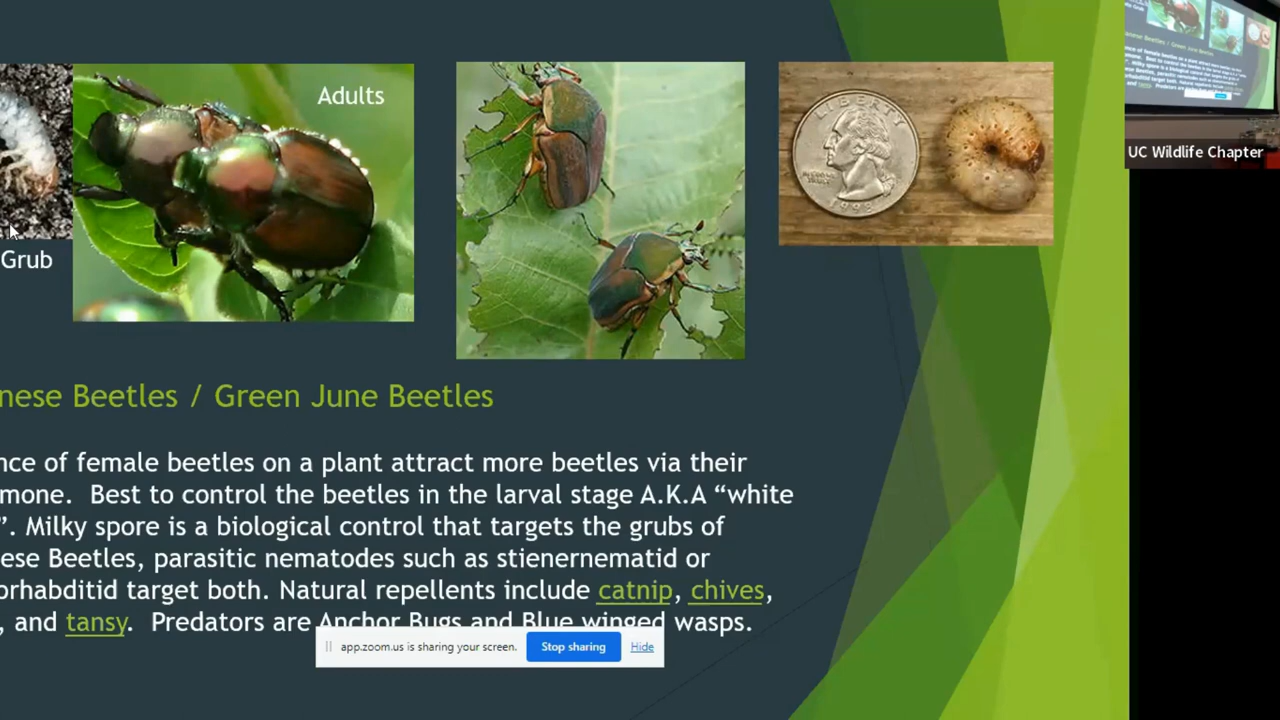 Adults
LIBERTY
1998
Grub
UC Wildlife Chapter
nese Beetles / Green June Beetles
nce of female beetles on a plant attract more beetles via their
mone. Best to control the beetles in the larval stage A.K.A “white
”. Milky spore is a biological control that targets the grubs of
ese Beetles, parasitic nematodes such as stienernematid or
orhabditid target both. Natural repellents include catnip, chives,
, and tansy. Predators are Anchor Bugs and Blue winged wasps.
app.zoom.us is sharing your screen. Stop sharing Hide